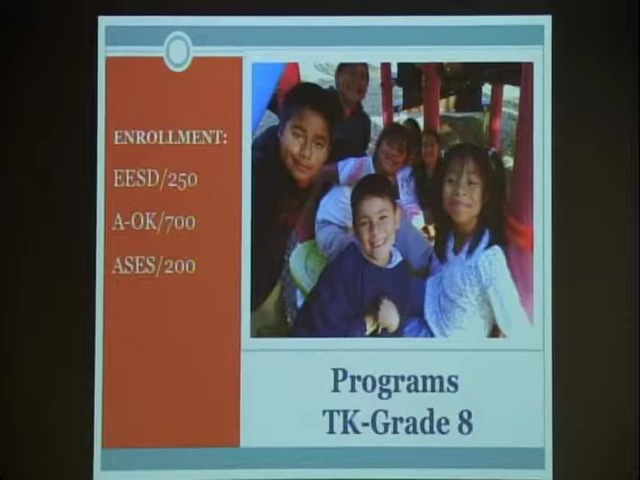 ENROLLMENT:
EESD/250
A-OK/700
ASES/200
Programs
TK-Grade 8